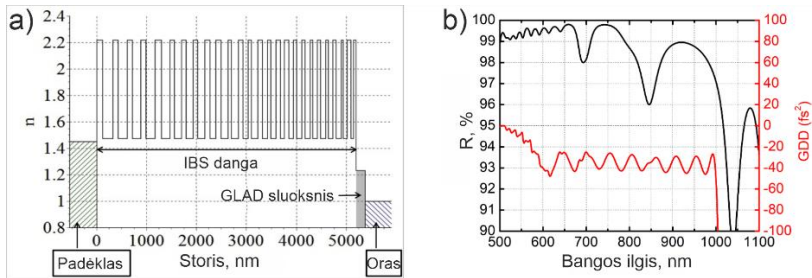 a)
2.4
2.2
2.0
1.8
n
1.6
1.4
1.2
1.0
0.8
IBS danga
GLAD sluoksnis
0 1000 2000 3000 4000 5000
Padėklas
Storis, nm
Oras
b)
100
99
98
97
96
95
94
93
92
91
90
R, %
100
80
60
40
20
0
-20
-40
-60
-80
-100
GDD (fs²)
500 600 700 800 900 1000 1100
Bangos ilgis, nm